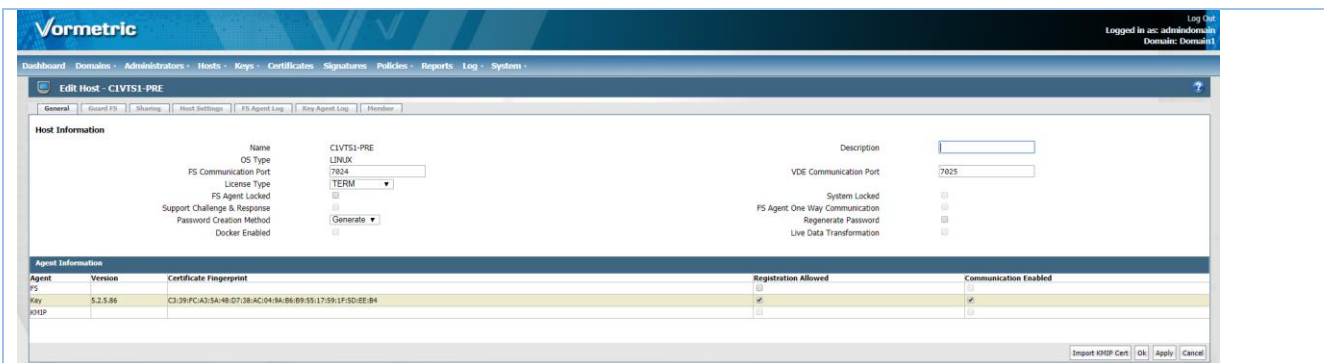 Vormetric
Log Out
Logged in as: admindomain
Domain: Domain1
Dashboard Domains Administrators Hosts Keys Certificates Signatures Policies Reports Log System
Edit Host - C1VTS1-PRE ?
General Guard FS Sharing Host Settings FS Agent Log Key Agent Log Member
Host Information
Name C1VTS1-PRE Description
OS Type LINUX
FS Communication Port 7024 VDE Communication Port 7025
License Type TERM
FS Agent Locked System Locked
Support Challenge & Response FS Agent One Way Communication
Password Creation Method Generate Regenerate Password
Docker Enabled Live Data Transformation
Agent Information
Agent Version Certificate Fingerprint Registration Allowed Communication Enabled
FS
Key 5.2.5.86 C3:39:FC:A3:5A:48:D7:38:AC:04:9A:B6:B9:55:17:59:1F:5D:EE:B4
KMIP
Import KMIP Cert Ok Apply Cancel